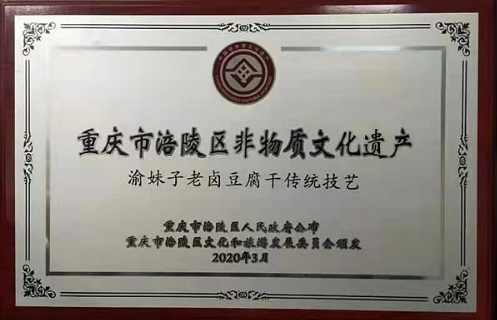 重庆市涪陵区非物质文化遗产
渝妹子老卤豆腐干传统技艺
重庆市涪陵区人民政府公布
重庆市涪陵区文化和旅游发展委员会颁发
2020年3月